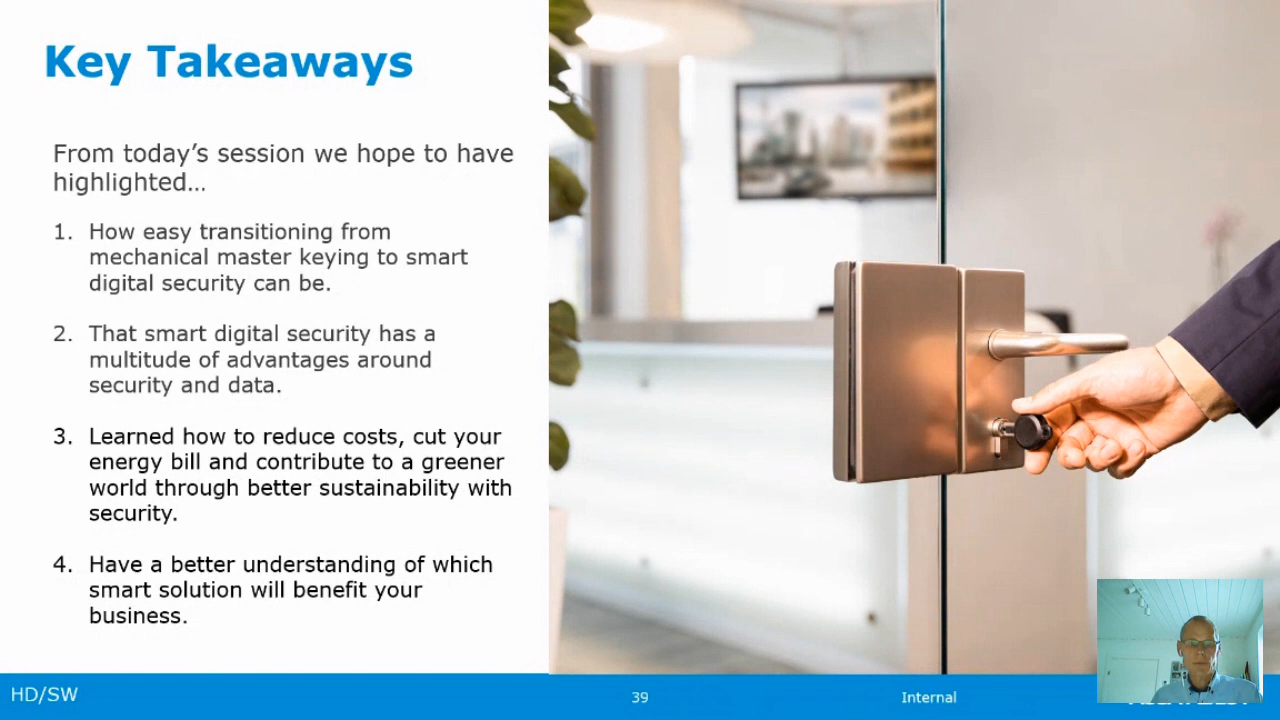 Key Takeaways
From today’s session we hope to have
highlighted…
1. How easy transitioning from
mechanical master keying to smart
digital security can be.
2. That smart digital security has a
multitude of advantages around
security and data.
3. Learned how to reduce costs, cut your
energy bill and contribute to a greener
world through better sustainability with
security.
4. Have a better understanding of which
smart solution will benefit your
business.
HD/SW
39
Internal